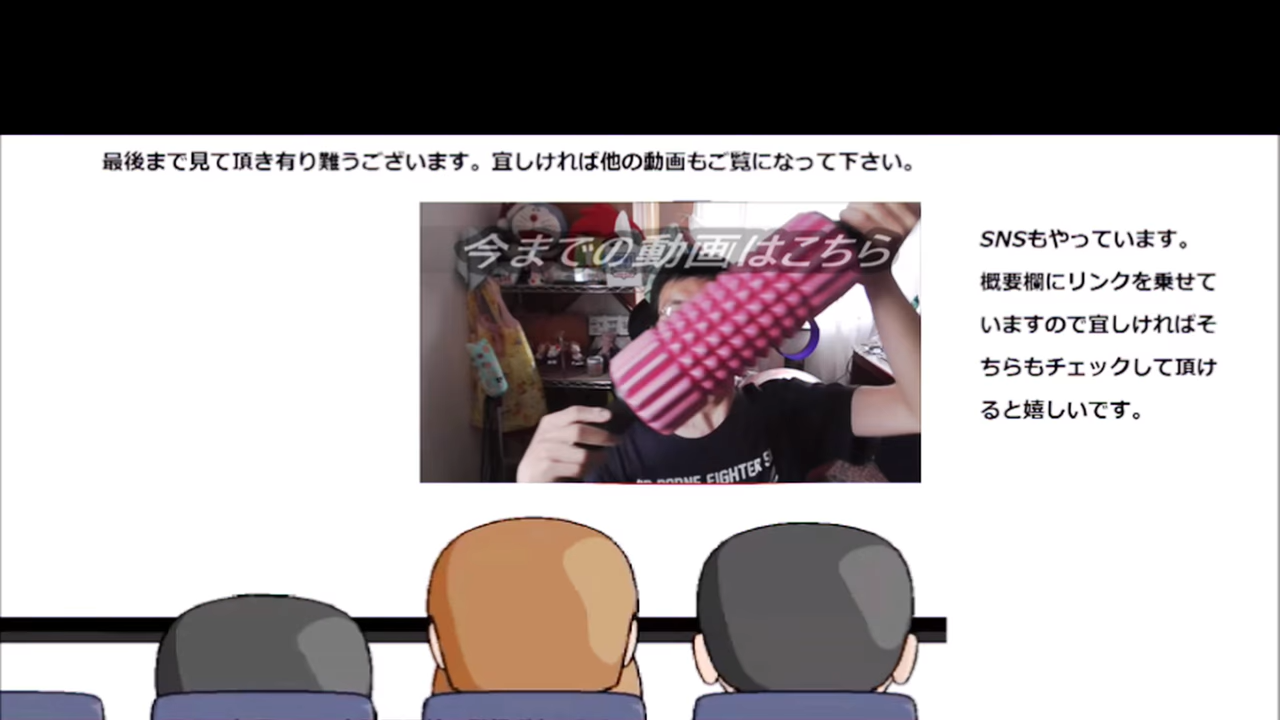 最後まで見て頂き有り難うございます。宜しければ他の動画もご覧になって下さい。
今までの動画はこちら
SNSもやっています。
概要欄にリンクを乗せて
いますので宜しければそ
ちらもチェックして頂け
ると嬉しいです。
FIGHTER